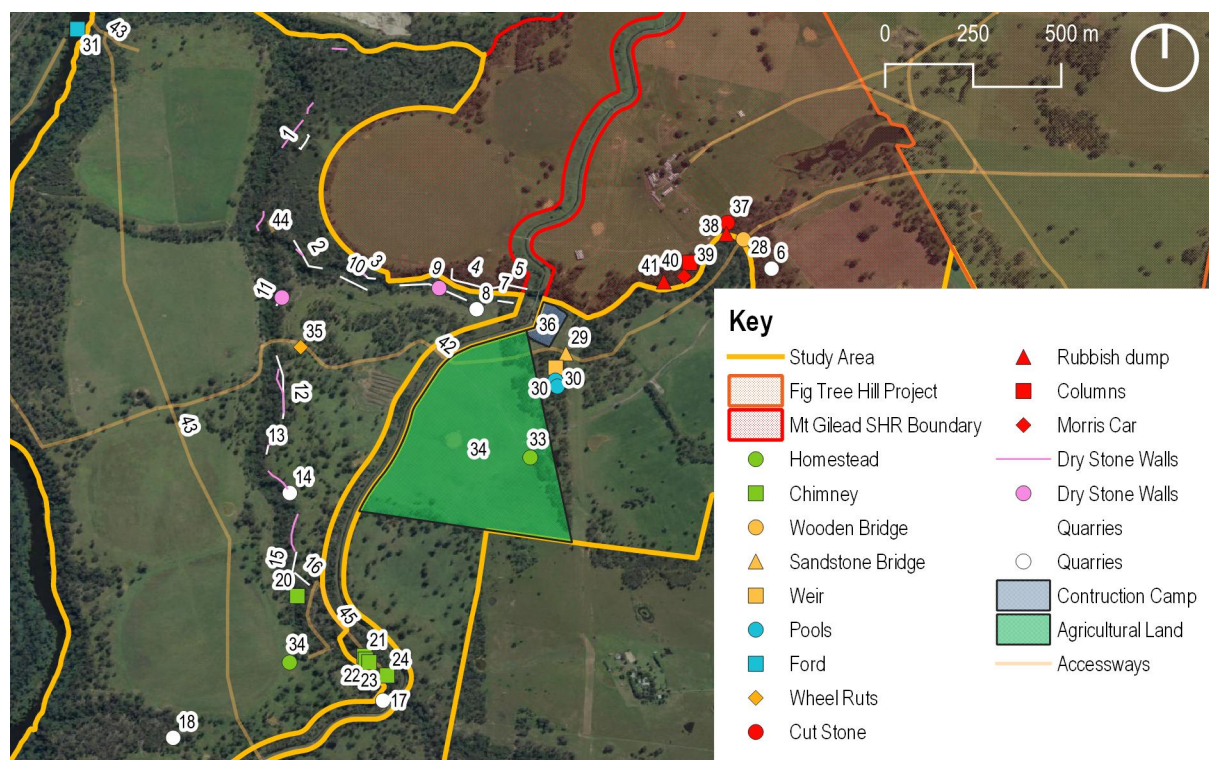 43
31
0 250 500 m
1
44
2
10
3
9
4
5
7
8
37
38
28
6
39
40
41
11
35
42
36
29
30
30
12
43
13
34
33
14
15
16
20
45
34
21
22
23
24
17
18
Key
Study Area
Fig Tree Hill Project
Mt Gilead SHR Boundary
Homestead
Chimney
Wooden Bridge
Sandstone Bridge
Weir
Pools
Ford
Wheel Ruts
Cut Stone
Rubbish dump
Columns
Morris Car
Dry Stone Walls
Dry Stone Walls
Quarries
Quarries
Contruction Camp
Agricultural Land
Accessways